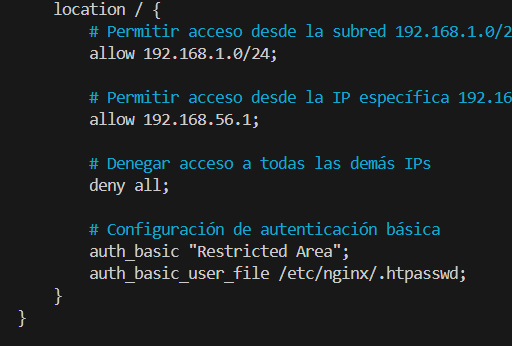 location / {
# Permitir acceso desde la subred 192.168.1.0/2
allow 192.168.1.0/24;
# Permitir acceso desde la IP específica 192.16
allow 192.168.56.1;
# Denegar acceso a todas las demás IPs
deny all;
# Configuración de autenticación básica
auth_basic "Restricted Area";
auth_basic_user_file /etc/nginx/.htpasswd;
}
}